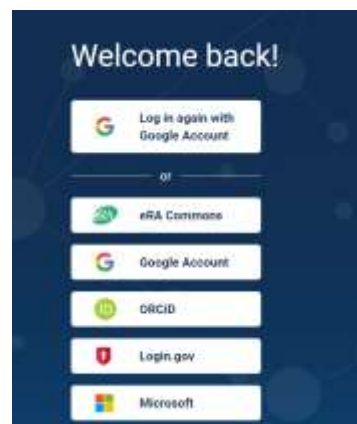 Welcome back!
Log in again with
Google Account
or
eRA Commons
Google Account
ORCiD
Login.gov
Microsoft